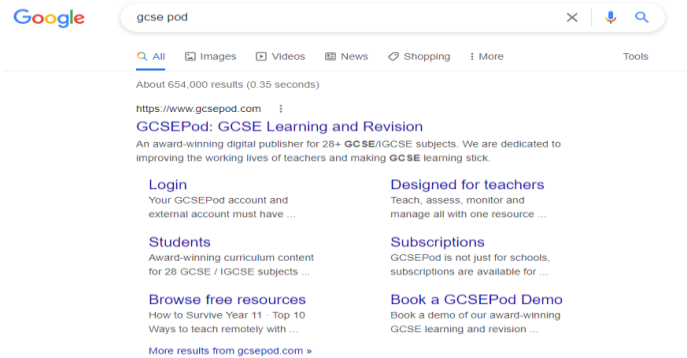 Google
gcse pod
All Images Videos News Shopping More Tools
About 654,000 results (0.35 seconds)
https://www.gcsepod.com
GCSEPod: GCSE Learning and Revision
An award-winning digital publisher for 28+ GCSE/IGCSE subjects. We are dedicated to
improving the working lives of teachers and making GCSE learning stick.
Login
Your GCSEPod account and
external account must have ...
Designed for teachers
Teach, assess, monitor and
manage all with one resource ...
Students
Award-winning curriculum content
for 28 GCSE / IGCSE subjects ...
Subscriptions
GCSEPod is not just for schools,
subscriptions are available for ...
Browse free resources
How to Survive Year 11 · Top 10
Ways to teach remotely with ...
Book a GCSEPod Demo
Book a demo of our award-winning
GCSE learning and revision ...
More results from gcsepod.com »